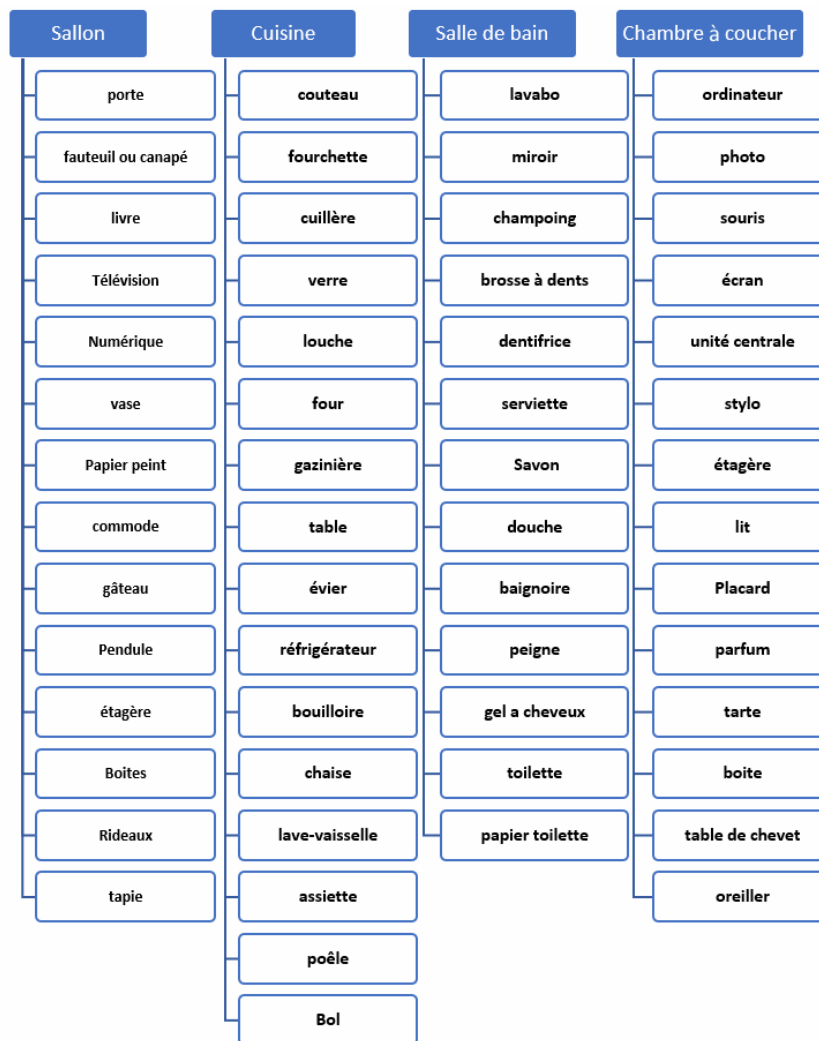 Sallon
porte
fauteuil ou canapé
livre
Télévision
Numérique
vase
Papier peint
commode
gâteau
Pendule
étagère
Boites
Rideaux
tapie
Cuisine
couteau
fourchette
cuillère
verre
louche
four
gazinière
table
évier
réfrigérateur
bouilloire
chaise
lave-vaisselle
assiette
poêle
Bol
Salle de bain
lavabo
miroir
champoing
brosse à dents
dentifrice
serviette
Savon
douche
baignoire
peigne
gel a cheveux
toilette
papier toilette
Chambre à coucher
ordinateur
photo
souris
écran
unité centrale
stylo
étagère
lit
Placard
parfum
tarte
boite
table de chevet
oreiller